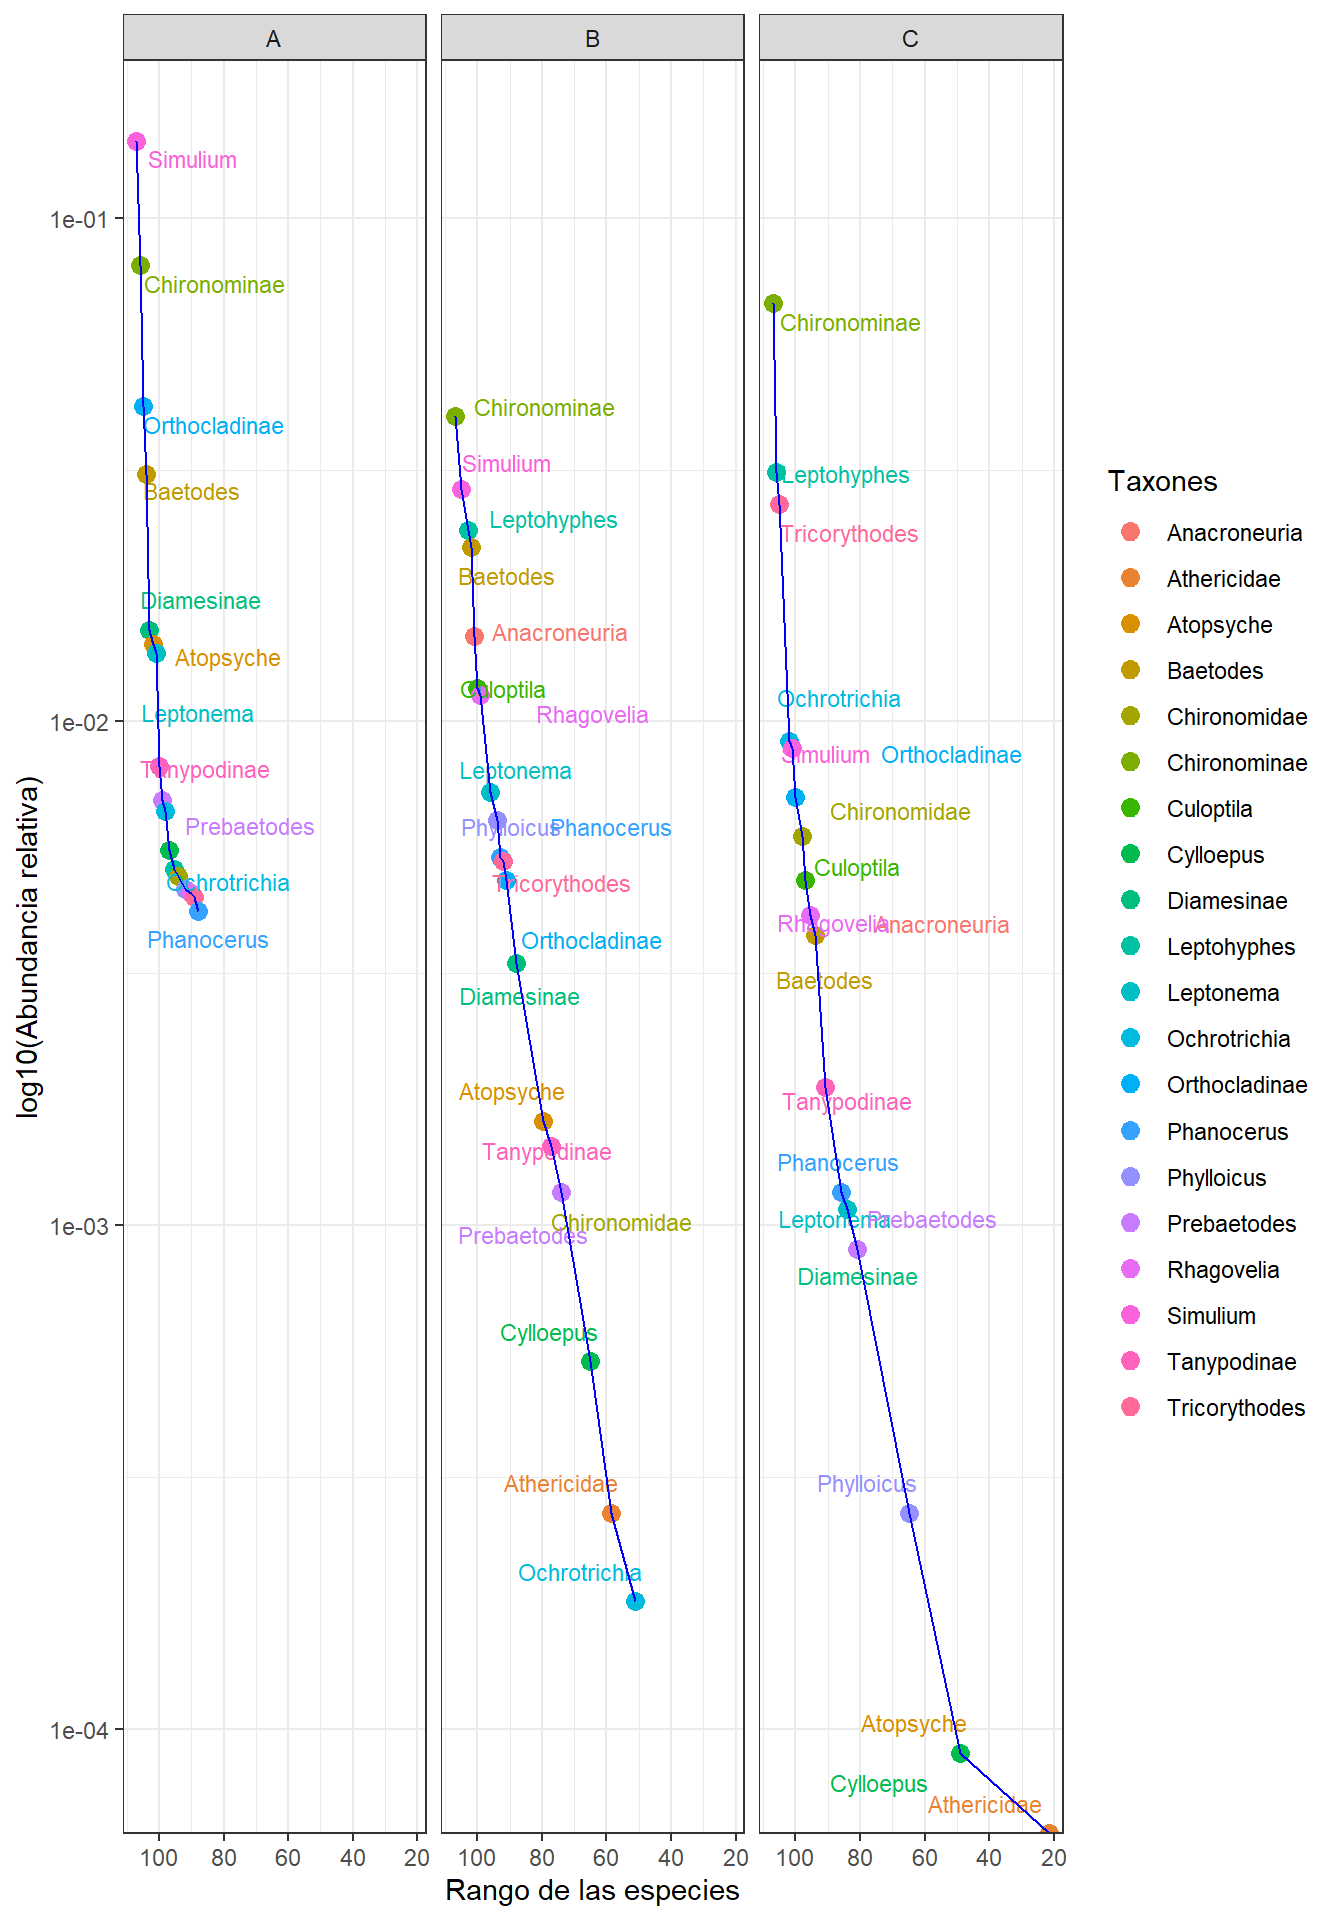 A
B
C
Simulium
Chironominae
Orthocladinae
Baetodes
Diamesinae
Atopsyche
Leptonema
Tanypodinae
Prebaetodes
Ochrotrichia
Phanocerus
Chironominae
Simulium
Leptohyphes
Baetodes
Anacroneuria
Culoptila
Rhagovelia
Leptonema
Phylloicus
Phanocerus
Tricorythodes
Orthocladinae
Diamesinae
Atopsyche
Tanypodinae
Chironomidae
Prebaetodes
Cylloepus
Athericidae
Ochrotrichia
Chironominae
Leptohyphes
Tricorythodes
Ochrotrichia
Simulium
Orthocladinae
Chironomidae
Culoptila
Rhagovelia
Anacroneuria
Baetodes
Tanypodinae
Phanocerus
Leptonema
Prebaetodes
Diamesinae
Phylloicus
Atopsyche
Cylloepus
Athericidae
1e-01
1e-02
1e-03
1e-04
log10(Abundancia relativa)
100 80 60 40 20
100 80 60 40 20
100 80 60 40 20
Rango de las especies
Taxones
Anacroneuria
Athericidae
Atopsyche
Baetodes
Chironomidae
Chironominae
Culoptila
Cylloepus
Diamesinae
Leptohyphes
Leptonema
Ochrotrichia
Orthocladinae
Phanocerus
Phylloicus
Prebaetodes
Rhagovelia
Simulium
Tanypodinae
Tricorythodes